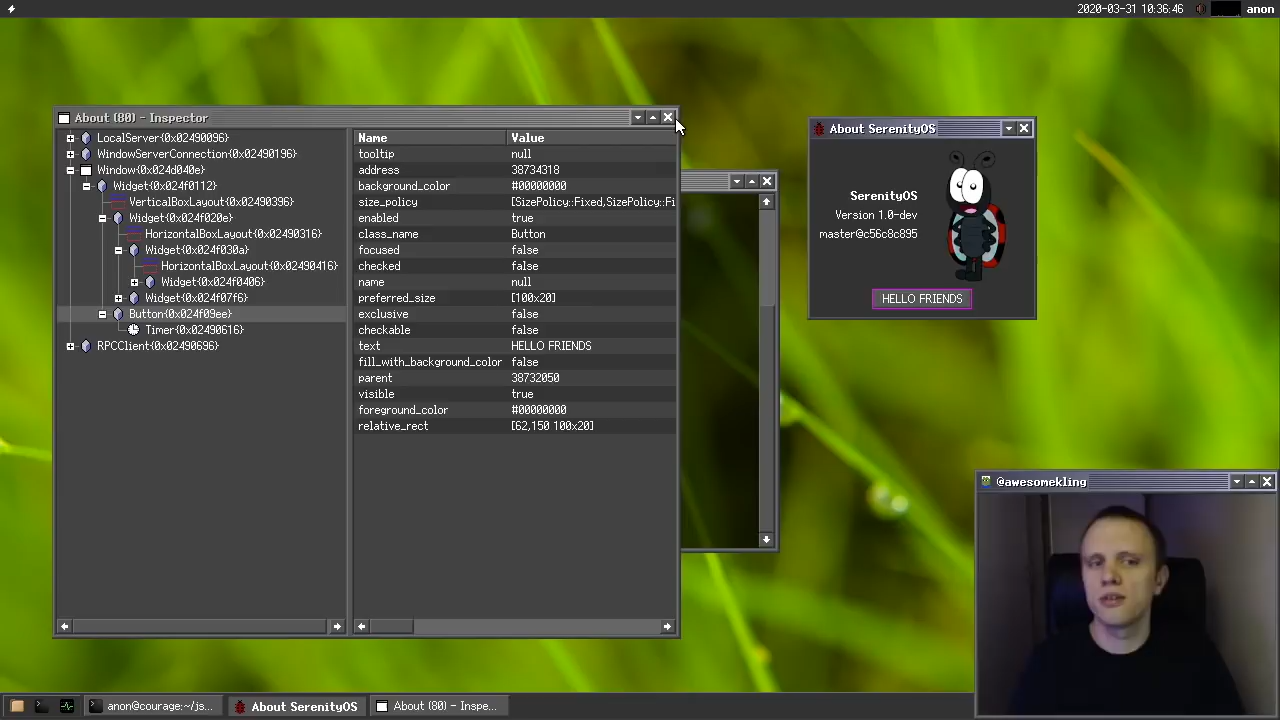 2020-03-31 10:36:46 anon
About (80) - Inspector
LocalServer{0x02490096}
WindowServerConnection{0x02490196}
Window{0x024d040e}
Widget{0x024f0112}
VerticalBoxLayout{0x02490396}
Widget{0x024f020e}
HorizontalBoxLayout{0x02490316}
Widget{0x024f030a}
HorizontalBoxLayout{0x02490416}
Widget{0x024f0406}
Widget{0x024f07f6}
Button{0x024f09ee}
Timer{0x02490616}
RPCClient{0x02490696}
Name Value
tooltip null
address 38734318
background_color #00000000
size_policy [SizePolicy::Fixed,SizePolicy::Fi
enabled true
class_name Button
focused false
checked false
name null
preferred_size [100x20]
exclusive false
checkable false
text HELLO FRIENDS
fill_with_background_color false
parent 38732050
visible true
foreground_color #00000000
relative_rect [62,150 100x20]
About SerenityOS
SerenityOS
Version 1.0-dev
master@c56c8c895
HELLO FRIENDS
@awesomekling
anon@courage:~/js...
About SerenityOS
About (80) - Inspe...